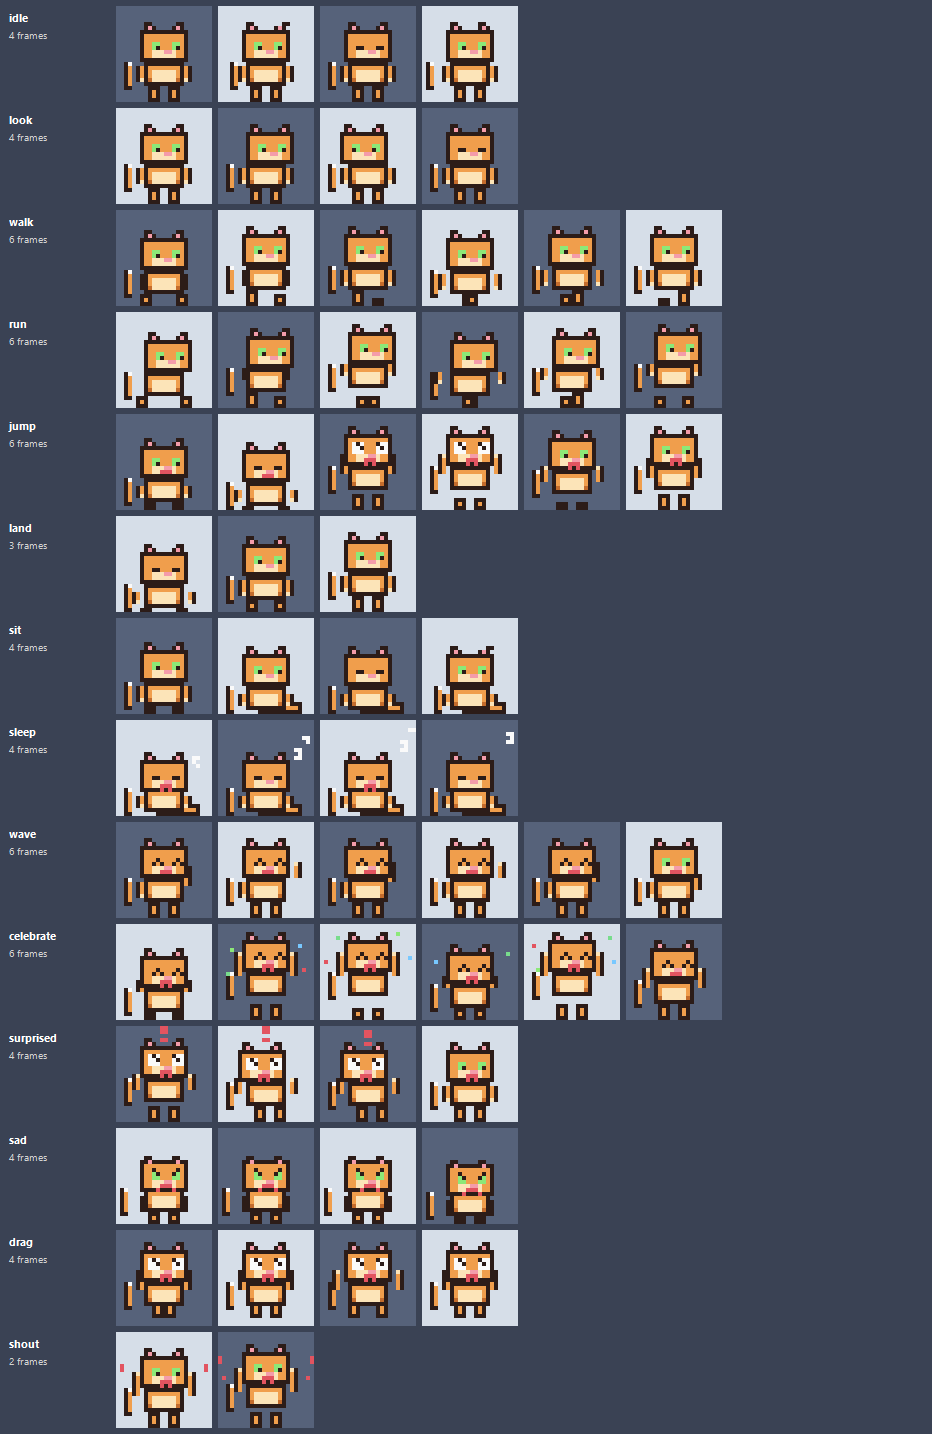 idle
4 frames
look
4 frames
walk
6 frames
run
6 frames
jump
6 frames
land
3 frames
sit
4 frames
sleep
4 frames
wave
6 frames
celebrate
6 frames
surprised
4 frames
sad
4 frames
drag
4 frames
shout
2 frames